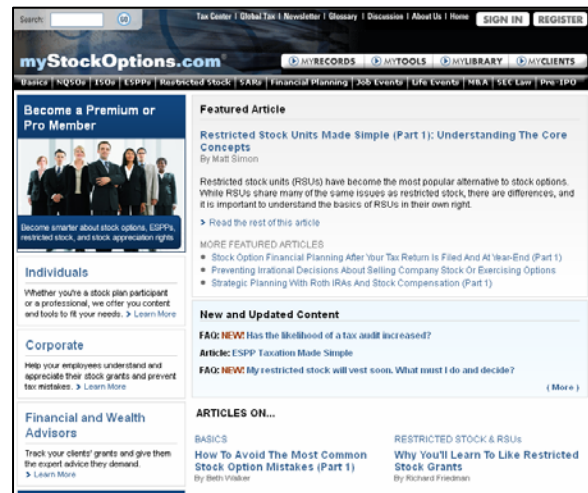 Search:
GO
Tax Center | Global Tax | Newsletter | Glossary | Discussion | About Us | Home
SIGN IN
REGISTER
myStockOptions.com
MYRECORDS
MYTOOLS
MYLIBRARY
MYCLIENTS
Basics | NQSOs | ISOs | ESPPs | Restricted Stock | SARs | Financial Planning | Job Events | Life Events | M&A | SEC Law | Pre-IPO
Become a Premium or
Pro Member
Become smarter about stock options, ESPPs,
restricted stock, and stock appreciation rights
Individuals
Whether you're a stock plan participant
or a professional, we offer you content
and tools to fit your needs. > Learn More
Corporate
Help your employees understand and
appreciate their stock grants and prevent
tax mistakes. > Learn More
Financial and Wealth
Advisors
Track your clients' grants and give them
the expert advice they demand.
> Learn More
Featured Article
Restricted Stock Units Made Simple (Part 1): Understanding The Core
Concepts
By Matt Simon
Restricted stock units (RSUs) have become the most popular alternative to stock options.
While RSUs share many of the same issues as restricted stock, there are differences, and
it is important to understand the basics of RSUs in their own right.
> Read the rest of this article
MORE FEATURED ARTICLES
Stock Option Financial Planning After Your Tax Return Is Filed And At Year-End (Part 1)
Preventing Irrational Decisions About Selling Company Stock Or Exercising Options
Strategic Planning With Roth IRAs And Stock Compensation (Part 1)
New and Updated Content
FAQ: NEW! Has the likelihood of a tax audit increased?
Article: ESPP Taxation Made Simple
FAQ: NEW! My restricted stock will vest soon. What must I do and decide?
( More )
ARTICLES ON...
BASICS
How To Avoid The Most Common
Stock Option Mistakes (Part 1)
By Beth Walker
RESTRICTED STOCK & RSUs
Why You'll Learn To Like Restricted
Stock Grants
By Richard Friedman